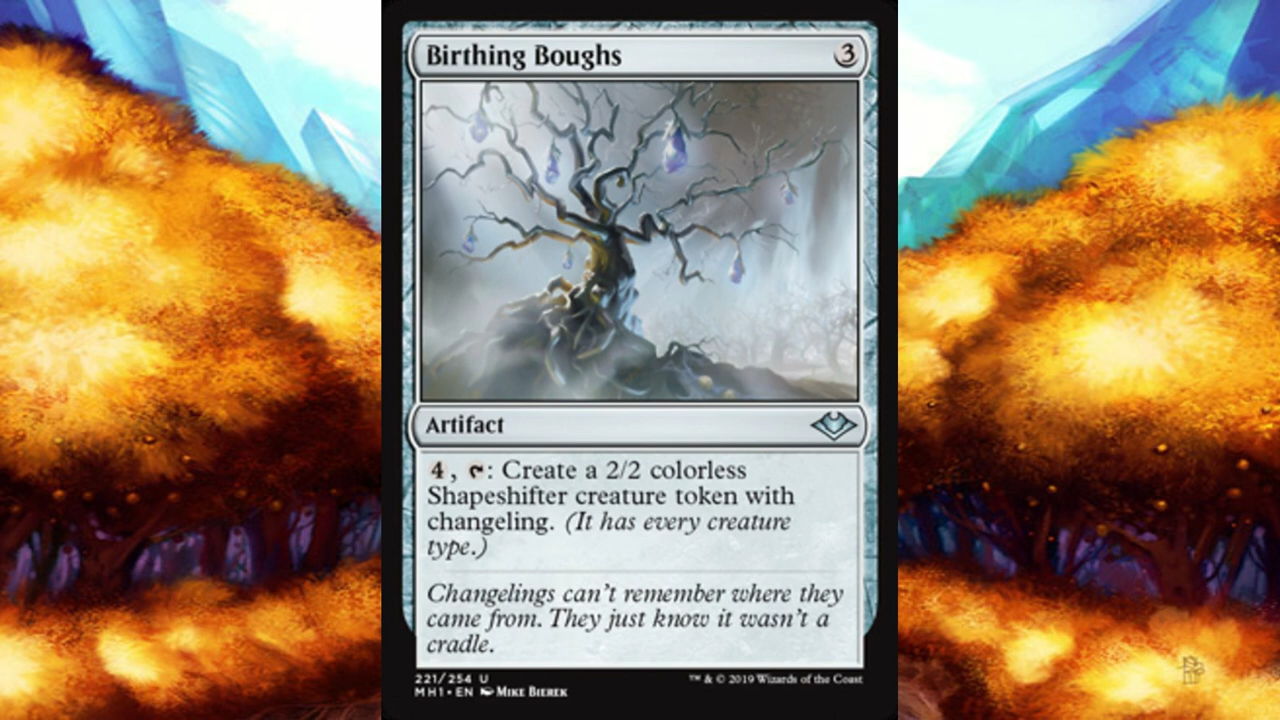 Birthing Boughs 3
Artifact
4, : Create a 2/2 colorless
Shapeshifter creature token with
changeling. (It has every creature
type.)
Changelings can't remember where they
came from. They just know it wasn't a
cradle.
221/254 U
MH1 • EN Mike Bierek
™ & © 2019 Wizards of the Coast